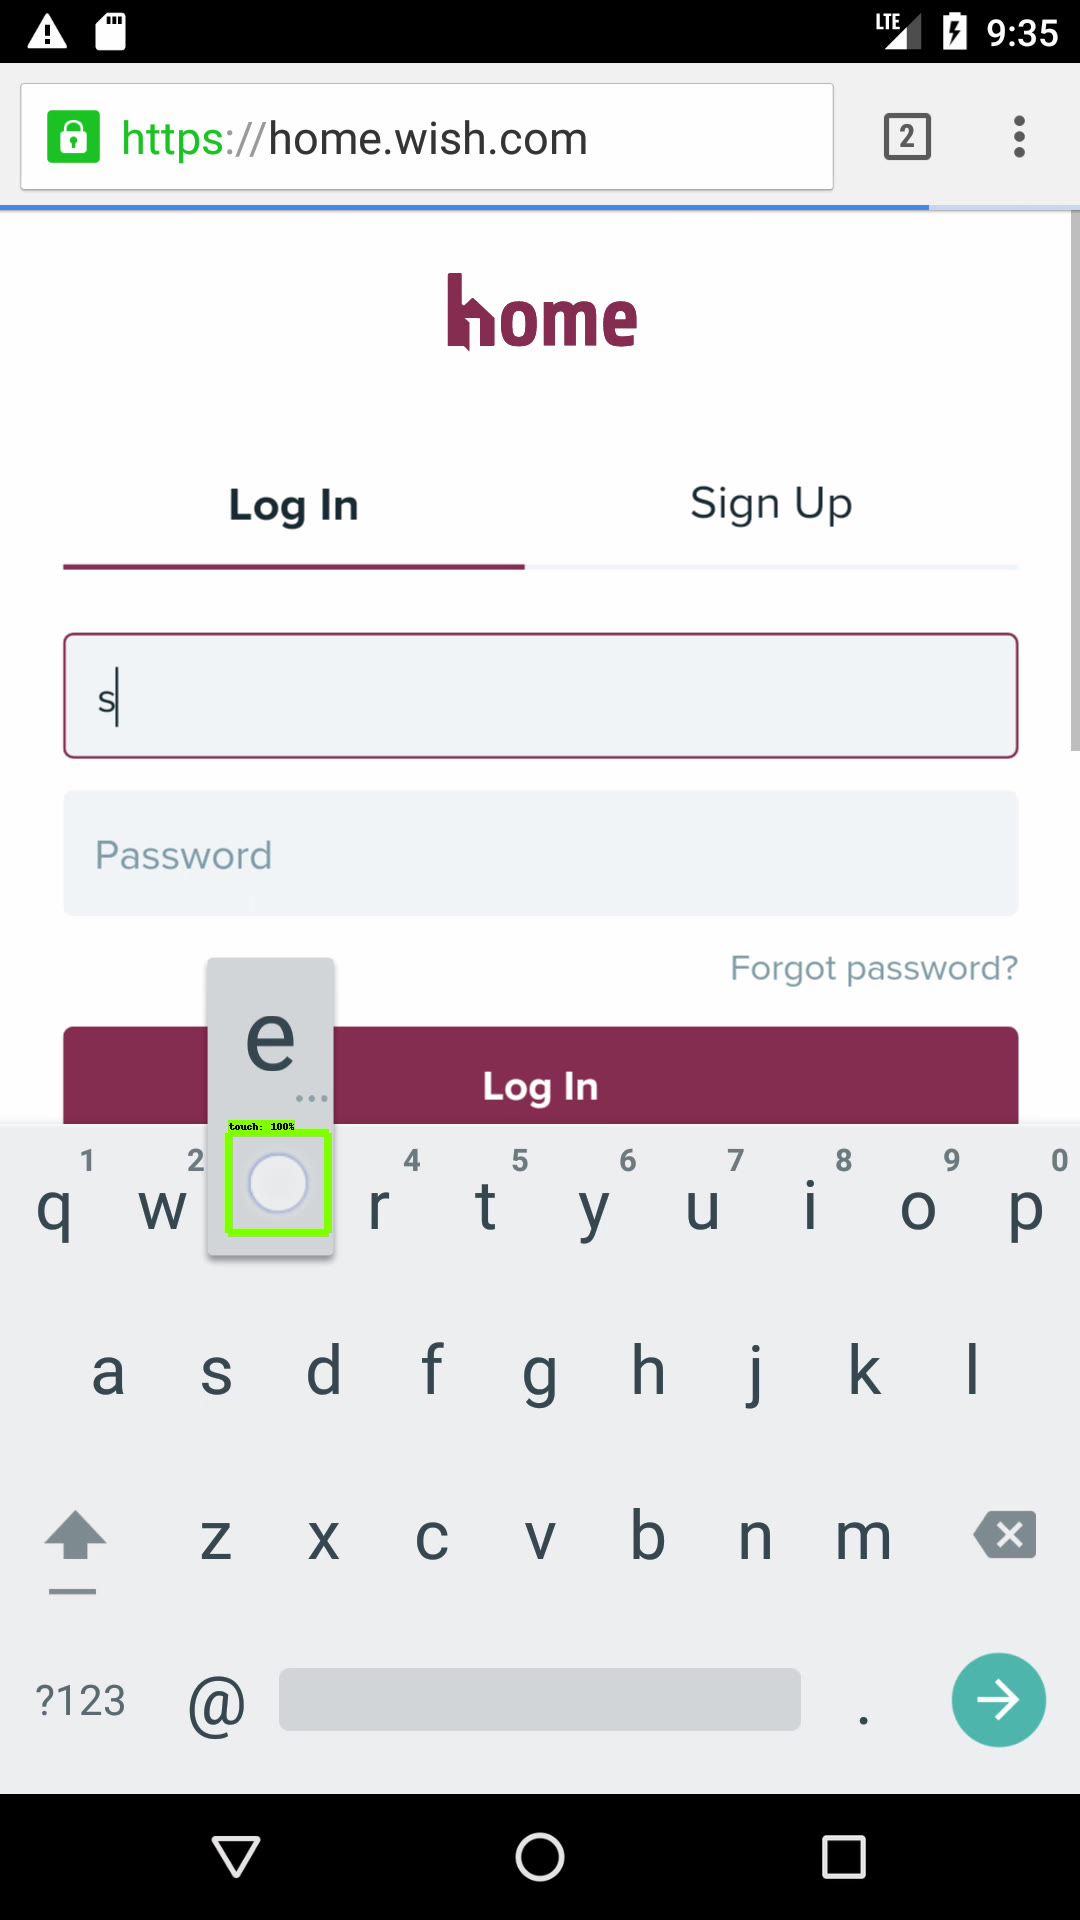 LTE 9:35
https://home.wish.com 2
home
Log In Sign Up
s
Password
Forgot password?
e
...
Log In
touch: 100%
1 2 4 5 6 7 8 9 0
q w r t y u i o p
a s d f g h j k l
z x c v b n m
?123 @ .